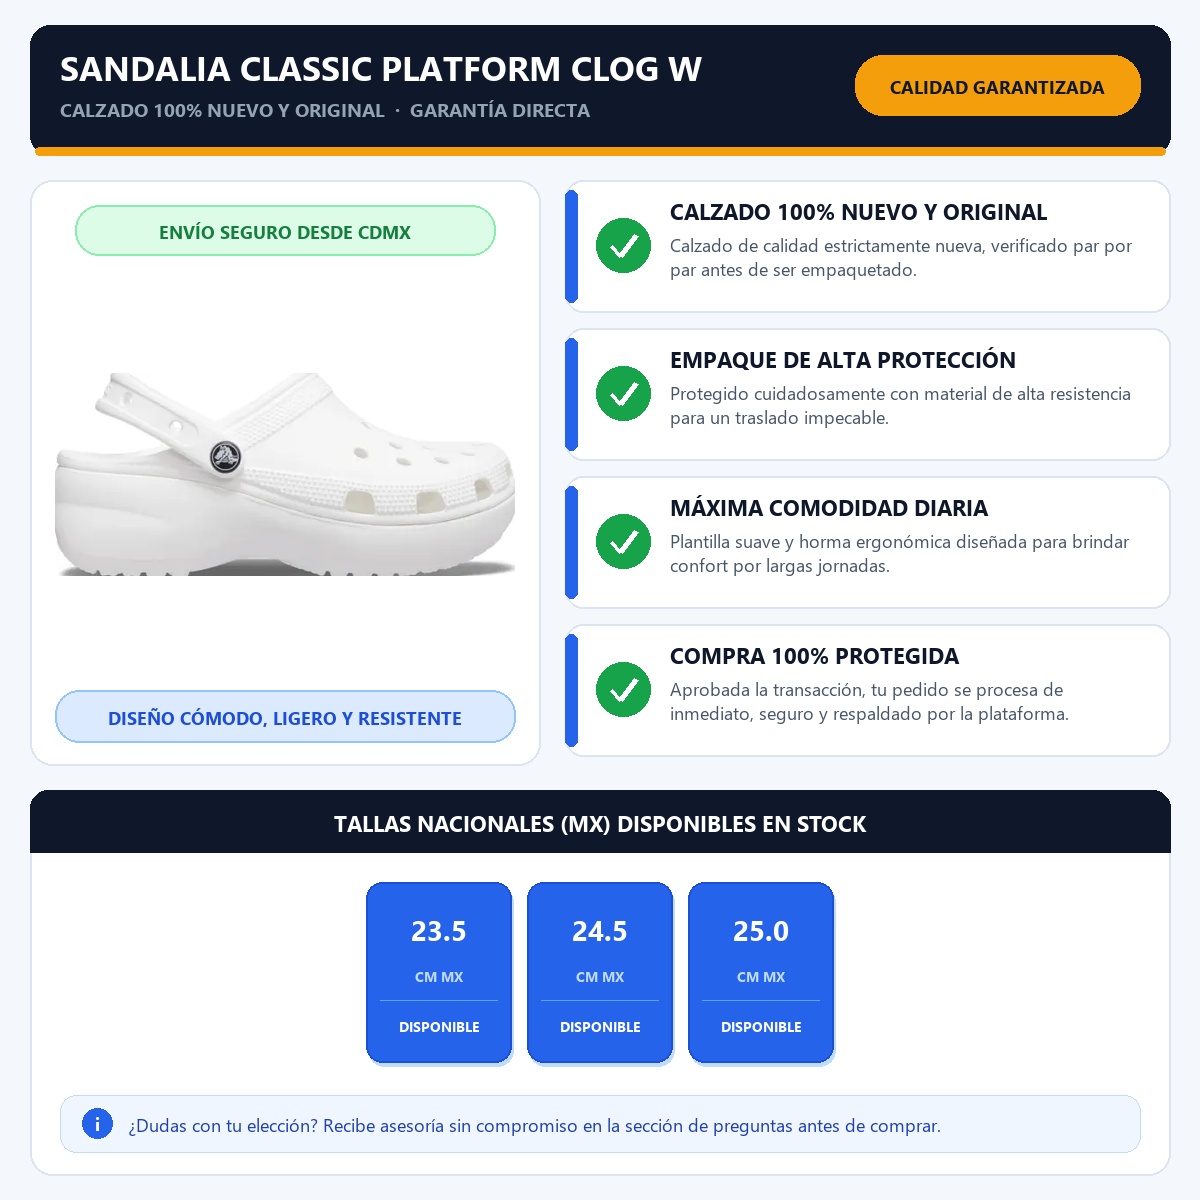 SANDALIA CLASSIC PLATFORM CLOG W
CALZADO 100% NUEVO Y ORIGINAL · GARANTÍA DIRECTA
CALIDAD GARANTIZADA
ENVÍO SEGURO DESDE CDMX
DISEÑO CÓMODO, LIGERO Y RESISTENTE
CALZADO 100% NUEVO Y ORIGINAL
Calzado de calidad estrictamente nueva, verificado par por
par antes de ser empaquetado.
EMPAQUE DE ALTA PROTECCIÓN
Protegido cuidadosamente con material de alta resistencia
para un traslado impecable.
MÁXIMA COMODIDAD DIARIA
Plantilla suave y horma ergonómica diseñada para brindar
confort por largas jornadas.
COMPRA 100% PROTEGIDA
Aprobada la transacción, tu pedido se procesa de
inmediato, seguro y respaldado por la plataforma.
TALLAS NACIONALES (MX) DISPONIBLES EN STOCK
23.5
CM MX
DISPONIBLE
24.5
CM MX
DISPONIBLE
25.0
CM MX
DISPONIBLE
¿Dudas con tu elección? Recibe asesoría sin compromiso en la sección de preguntas antes de comprar.